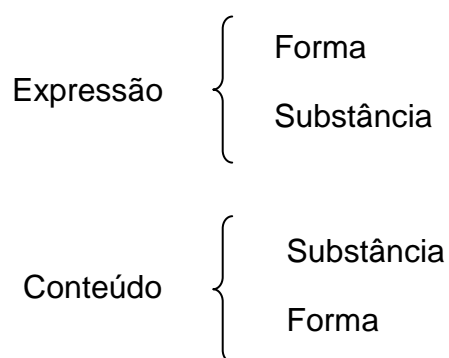 Forma
Expressão
Substância
Substância
Conteúdo
Forma